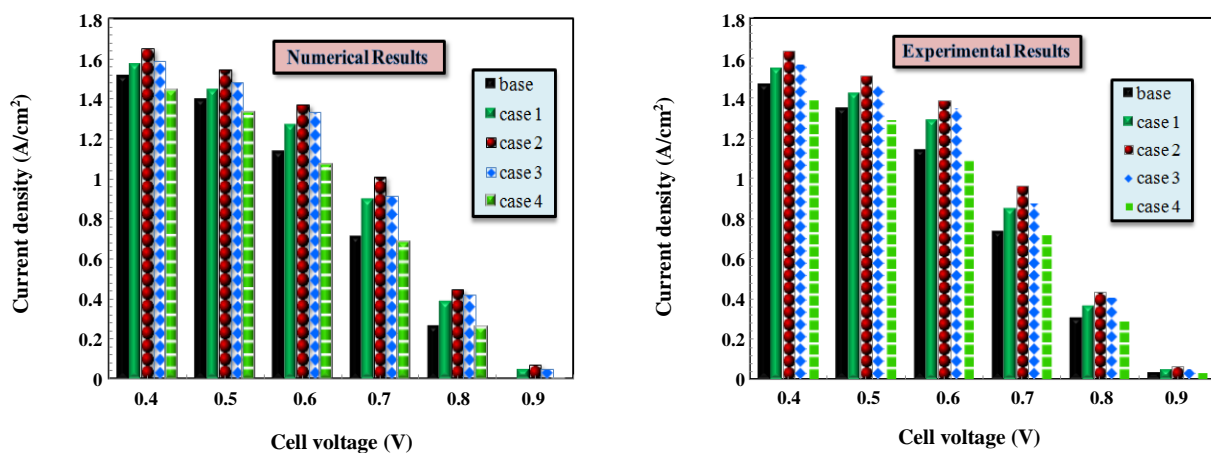 Numerical Results
Current density (A/cm²)
1.8
1.6
1.4
1.2
1
0.8
0.6
0.4
0.2
0
base
case 1
case 2
case 3
case 4
0.4 0.5 0.6 0.7 0.8 0.9
Cell voltage (V)
Experimental Results
Current density (A/cm²)
1.8
1.6
1.4
1.2
1
0.8
0.6
0.4
0.2
0
base
case 1
case 2
case 3
case 4
0.4 0.5 0.6 0.7 0.8 0.9
Cell voltage (V)